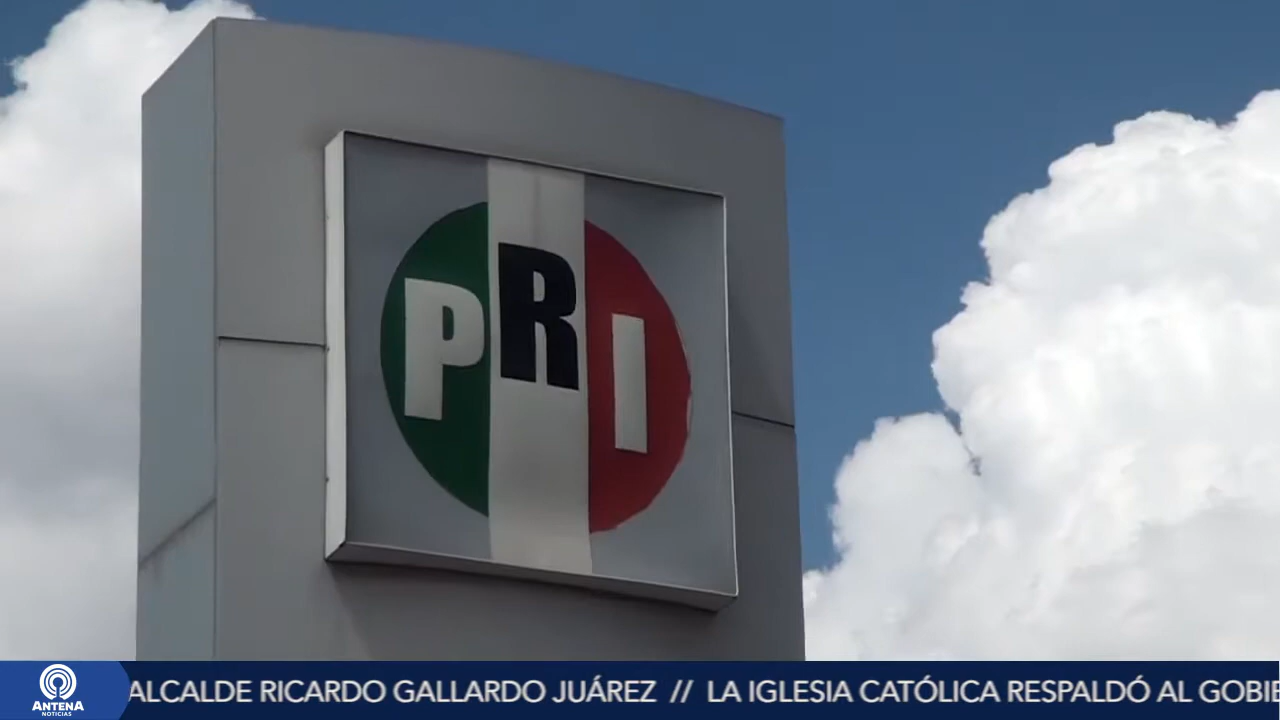 PRI
ALCALDE RICARDO GALLARDO JUÁREZ // LA IGLESIA CATÓLICA RESPALDÓ AL
ANTENA
NOTICIAS